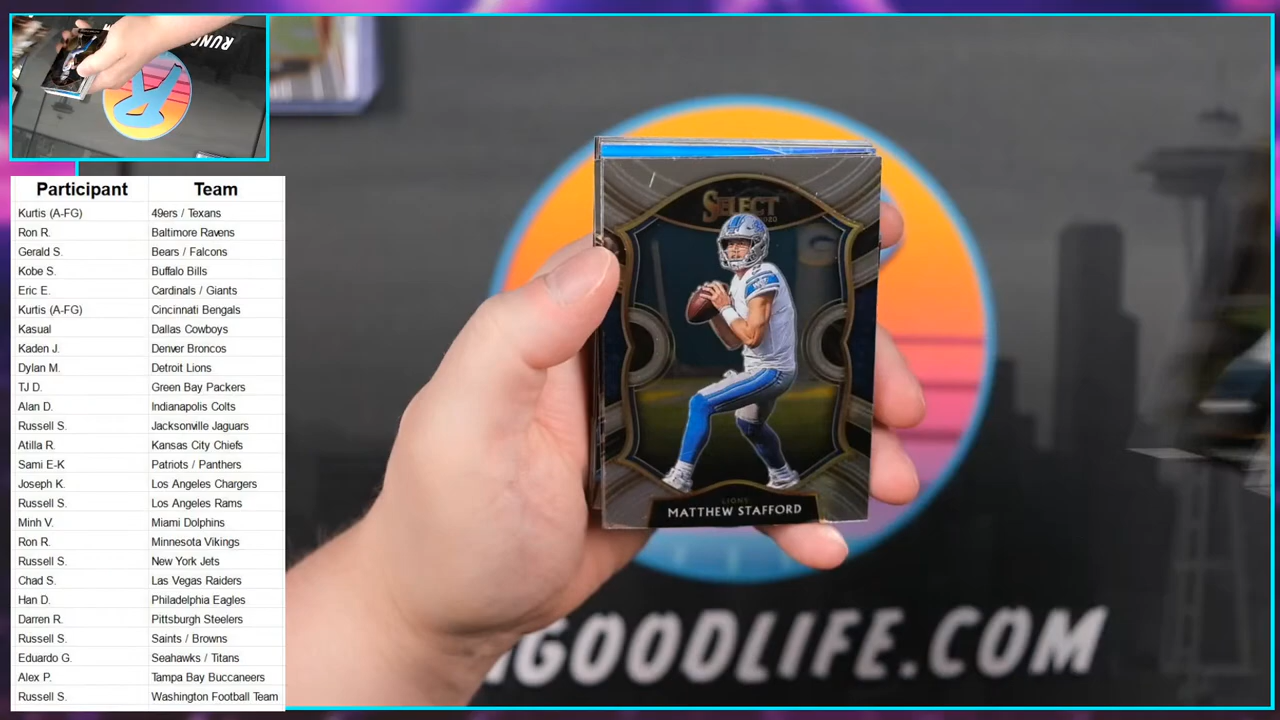 RUNG
Participant Team
Kurtis (A-FG) 49ers / Texans
Ron R. Baltimore Ravens
Gerald S. Bears / Falcons
Kobe S. Buffalo Bills
Eric E. Cardinals / Giants
Kurtis (A-FG) Cincinnati Bengals
Kasual Dallas Cowboys
Kaden J. Denver Broncos
Dylan M. Detroit Lions
TJ D. Green Bay Packers
Alan D. Indianapolis Colts
Russell S. Jacksonville Jaguars
Atilla R. Kansas City Chiefs
Sami E-K Patriots / Panthers
Joseph K. Los Angeles Chargers
Russell S. Los Angeles Rams
Minh V. Miami Dolphins
Ron R. Minnesota Vikings
Russell S. New York Jets
Chad S. Las Vegas Raiders
Han D. Philadelphia Eagles
Darren R. Pittsburgh Steelers
Russell S. Saints / Browns
Eduardo G. Seahawks / Titans
Alex P. Tampa Bay Buccaneers
Russell S. Washington Football Team
SELECT
2020
LIONS
MATTHEW STAFFORD
NGOODLIFE.COM